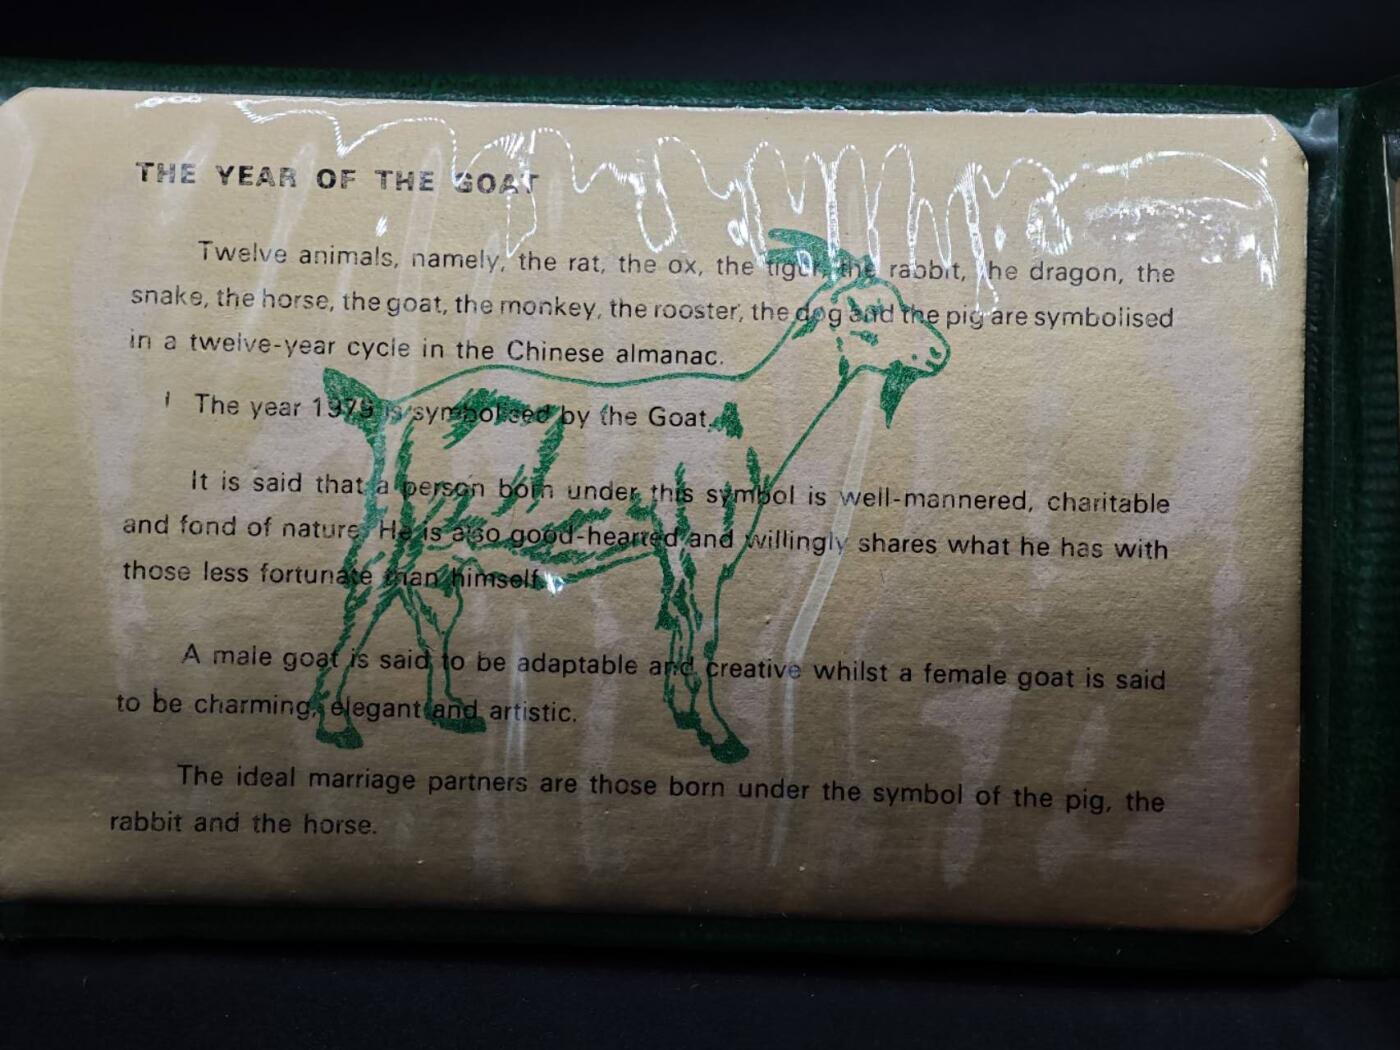 THE YEAR OF THE GOAT
Twelve animals, namely, the rat, the ox, the tiger, the rabbit, the dragon, the
snake, the horse, the goat, the monkey, the rooster, the dog and the pig are symbolised
in a twelve-year cycle in the Chinese almanac.
The year 1979 is symbolised by the Goat.
It is said that a person born under this symbol is well-mannered, charitable
and fond of nature. He is also good-hearted and willingly shares what he has with
those less fortunate than himself.
A male goat is said to be adaptable and creative whilst a female goat is said
to be charming, elegant and artistic.
The ideal marriage partners are those born under the symbol of the pig, the
rabbit and the horse.